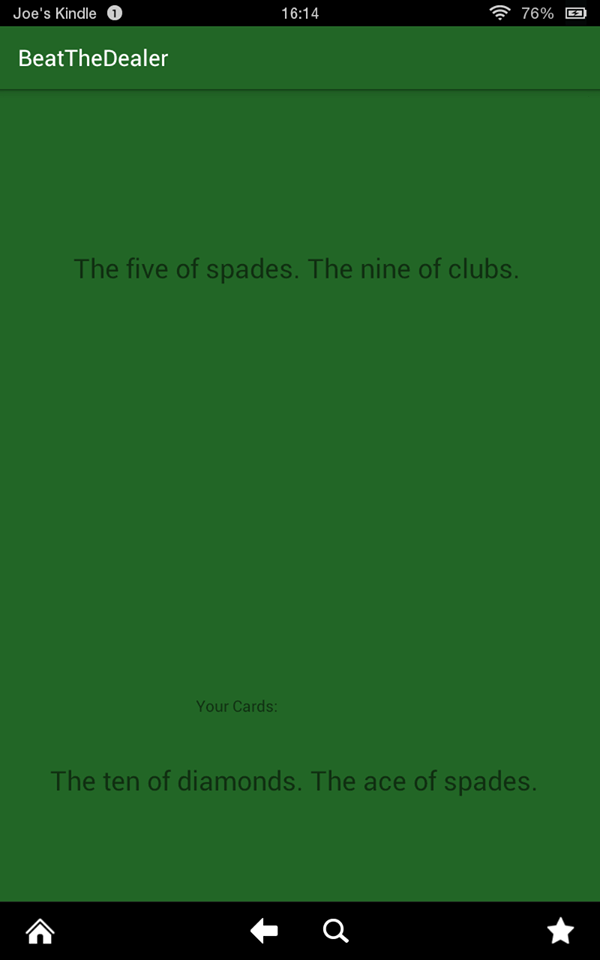 Joe's Kindle 1 16:14 76%
BeatTheDealer
The five of spades. The nine of clubs.
Your Cards:
The ten of diamonds. The ace of spades.